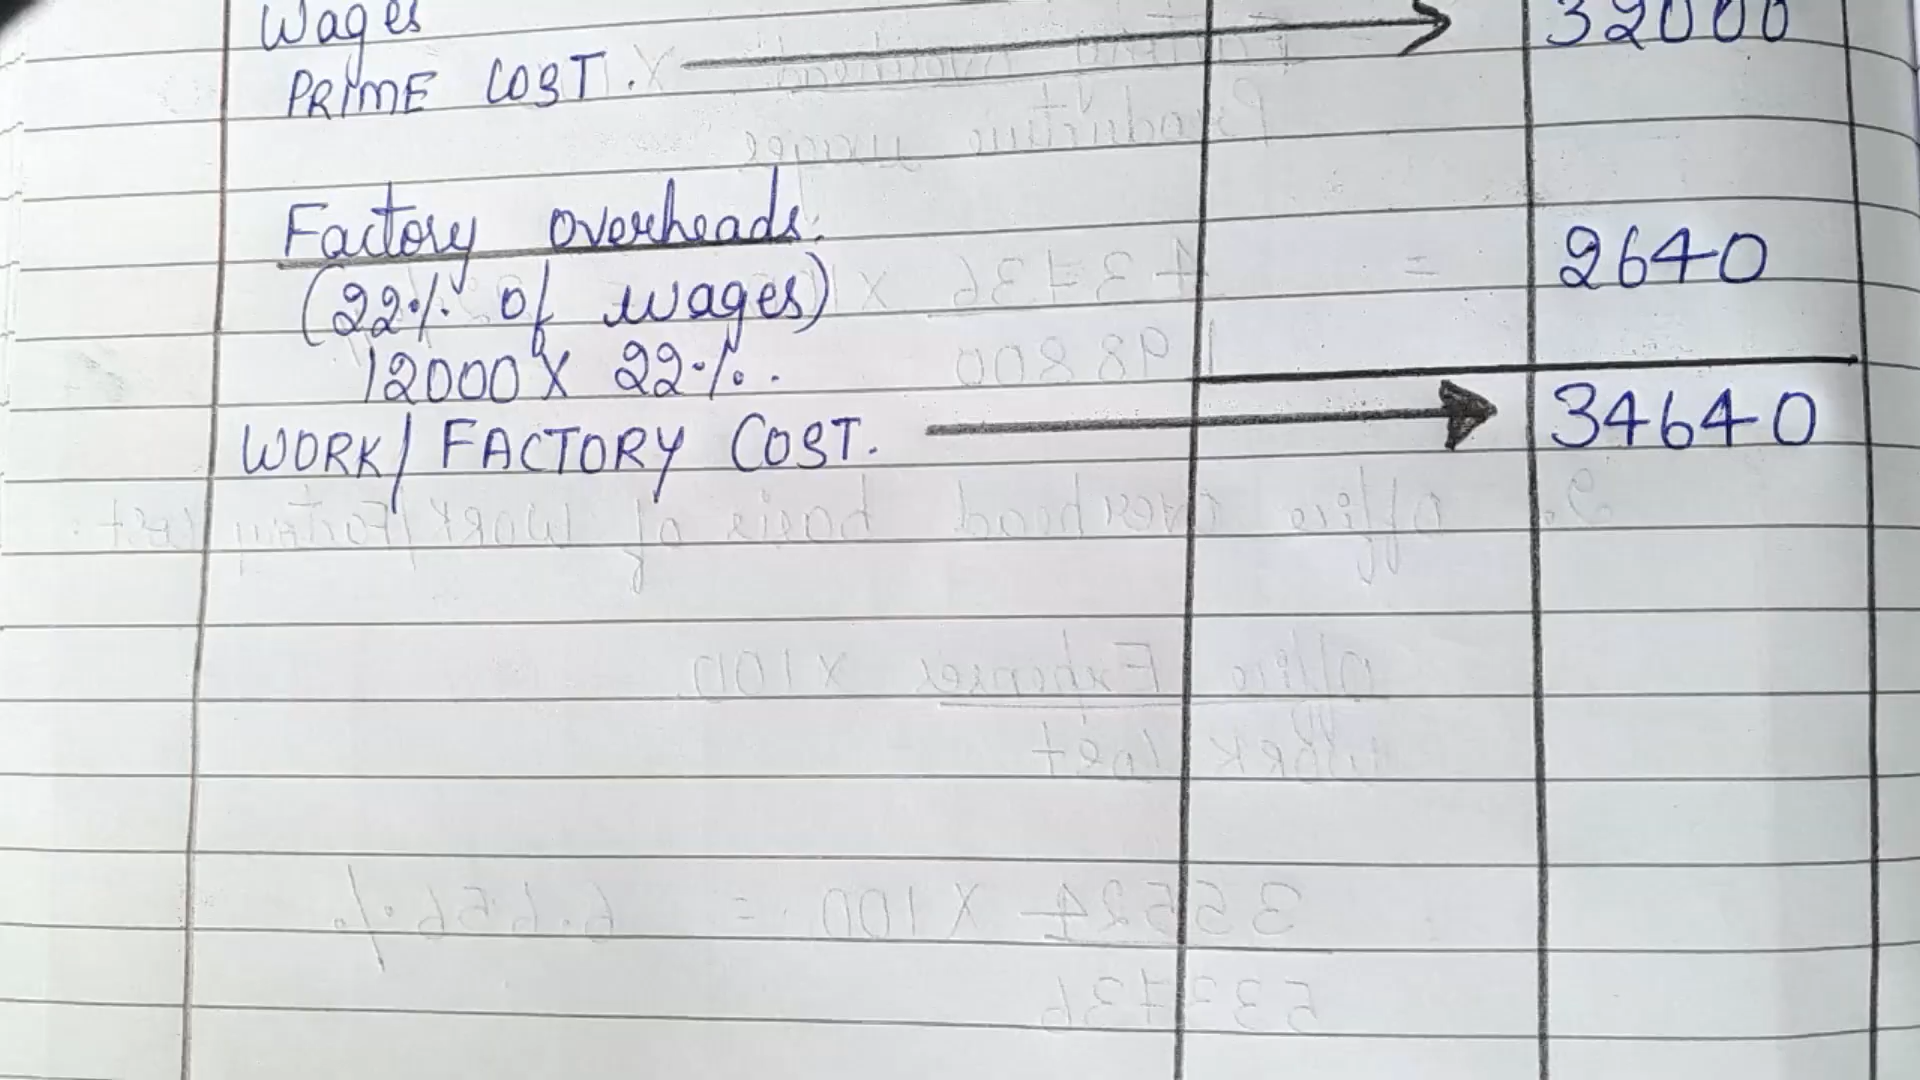 Wages
PRIME COST. 32000
Factory overheads.
(22% of wages) 2640
12000 X 22%.
WORK/ FACTORY COST. 34640